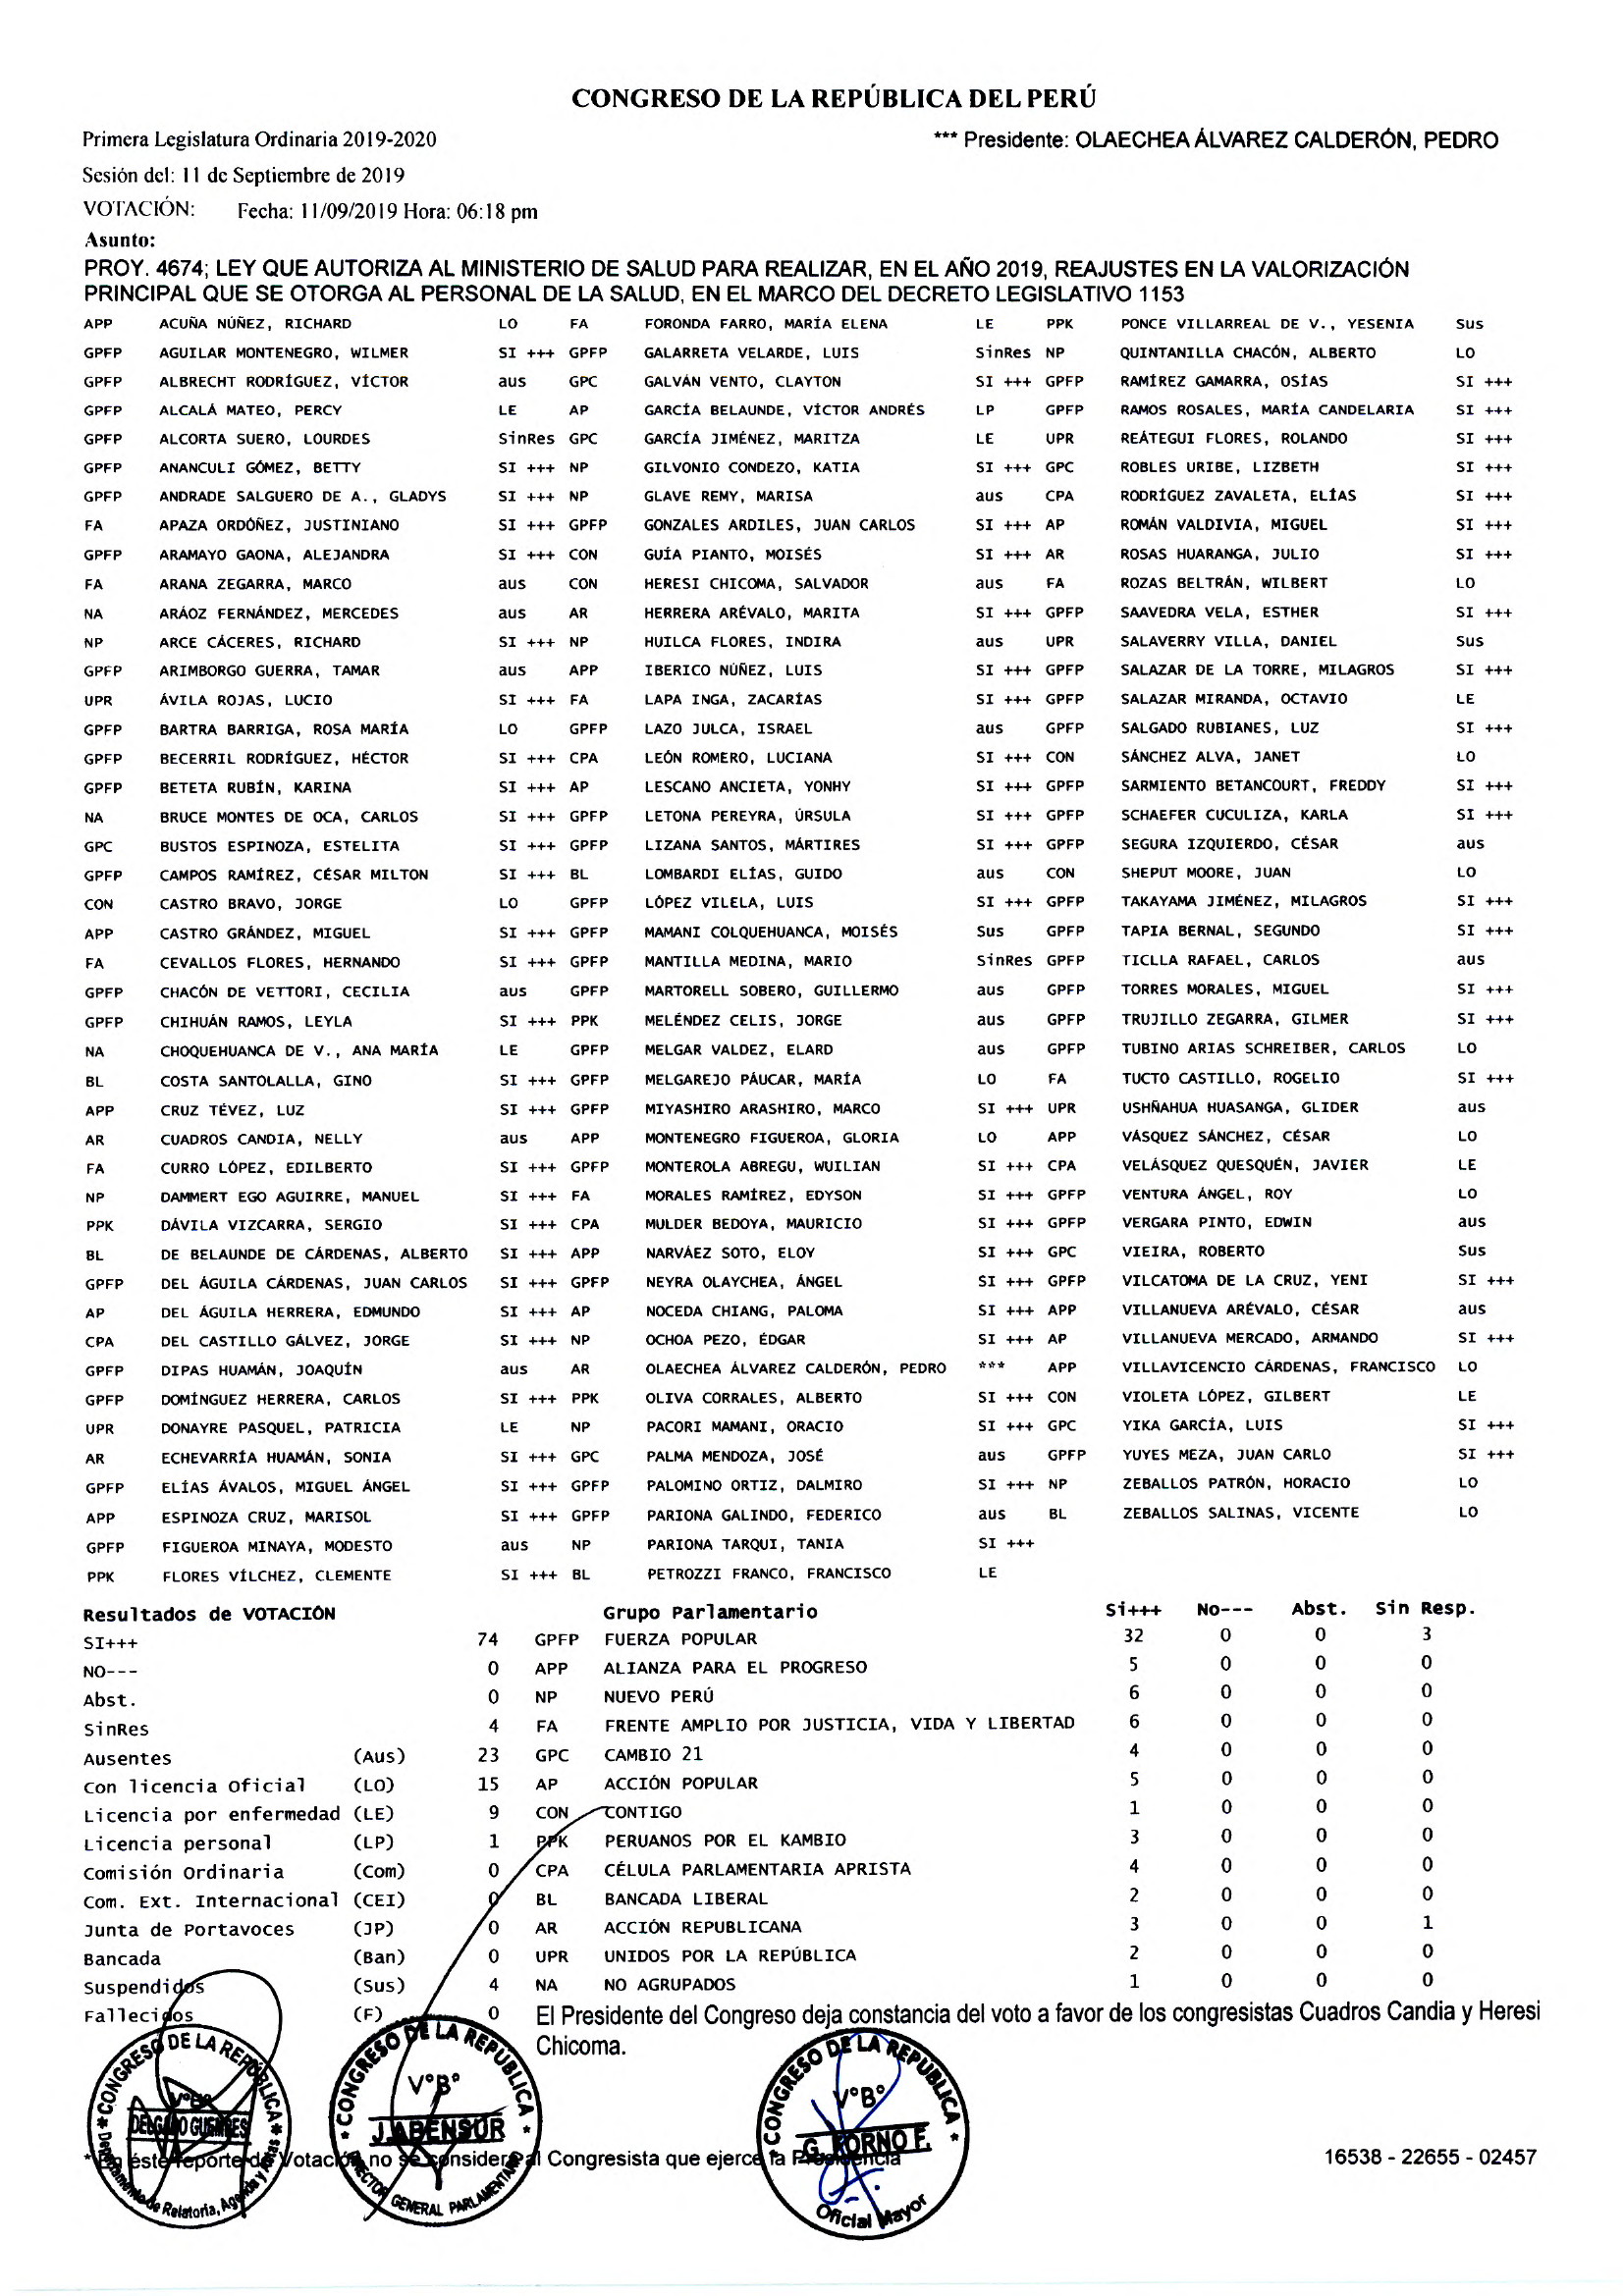 CONGRESO DE LA REPÚBLICA DEL PERÚ
Primera Legislatura Ordinaria 2019-2020 *** Presidente: OLAECHEA ÁLVAREZ CALDERÓN, PEDRO
Sesión del: 11 de Septiembre de 2019
VOTACIÓN: Fecha: 11/09/2019 Hora: 06:18 pm
Asunto:
PROY. 4674; LEY QUE AUTORIZA AL MINISTERIO DE SALUD PARA REALIZAR, EN EL AÑO 2019, REAJUSTES EN LA VALORIZACIÓN
PRINCIPAL QUE SE OTORGA AL PERSONAL DE LA SALUD, EN EL MARCO DEL DECRETO LEGISLATIVO 1153
APP ACUÑA NÚÑEZ, RICHARD LO FA FORONDA FARRO, MARÍA ELENA LE PPK PONCE VILLARREAL DE V., YESENIA Sus
GPFP AGUILAR MONTENEGRO, WILMER SI +++ GPFP GALARRETA VELARDE, LUIS SinRes NP QUINTANILLA CHACÓN, ALBERTO LO
GPFP ALBRECHT RODRÍGUEZ, VÍCTOR aus GPC GALVÁN VENTO, CLAYTON SI +++ GPFP RAMÍREZ GAMARRA, OSÍAS SI +++
GPFP ALCALÁ MATEO, PERCY LE AP GARCÍA BELAUNDE, VÍCTOR ANDRÉS LP GPFP RAMOS ROSALES, MARÍA CANDELARIA SI +++
GPFP ALCORTA SUERO, LOURDES SinRes GPC GARCÍA JIMÉNEZ, MARITZA LE UPR REÁTEGUI FLORES, ROLANDO SI +++
GPFP ANANCULI GÓMEZ, BETTY SI +++ NP GILVONIO CONDEZO, KATIA SI +++ GPC ROBLES URIBE, LIZBETH SI +++
GPFP ANDRADE SALGUERO DE A., GLADYS SI +++ NP GLAVE REMY, MARISA aus CPA RODRÍGUEZ ZAVALETA, ELÍAS SI +++
FA APAZA ORDÓÑEZ, JUSTINIANO SI +++ GPFP GONZALES ARDILES, JUAN CARLOS SI +++ AP ROMÁN VALDIVIA, MIGUEL SI +++
GPFP ARAMAYO GAONA, ALEJANDRA SI +++ CON GUÍA PIANTO, MOISÉS SI +++ AR ROSAS HUARANGA, JULIO SI +++
FA ARANA ZEGARRA, MARCO aus CON HERESI CHICOMA, SALVADOR aus FA ROZAS BELTRÁN, WILBERT LO
NA ARÁOZ FERNÁNDEZ, MERCEDES aus AR HERRERA ARÉVALO, MARITA SI +++ GPFP SAAVEDRA VELA, ESTHER SI +++
NP ARCE CÁCERES, RICHARD SI +++ NP HUILCA FLORES, INDIRA aus UPR SALAVERRY VILLA, DANIEL Sus
GPFP ARIMBORGO GUERRA, TAMAR aus APP IBERICO NÚÑEZ, LUIS SI +++ GPFP SALAZAR DE LA TORRE, MILAGROS SI +++
UPR ÁVILA ROJAS, LUCIO SI +++ FA LAPA INGA, ZACARÍAS SI +++ GPFP SALAZAR MIRANDA, OCTAVIO LE
GPFP BARTRA BARRIGA, ROSA MARÍA LO GPFP LAZO JULCA, ISRAEL aus GPFP SALGADO RUBIANES, LUZ SI +++
GPFP BECERRIL RODRÍGUEZ, HÉCTOR SI +++ CPA LEÓN ROMERO, LUCIANA SI +++ CON SÁNCHEZ ALVA, JANET LO
GPFP BETETA RUBÍN, KARINA SI +++ AP LESCANO ANCIETA, YONHY SI +++ GPFP SARMIENTO BETANCOURT, FREDDY SI +++
NA BRUCE MONTES DE OCA, CARLOS SI +++ GPFP LETONA PEREYRA, ÚRSULA SI +++ GPFP SCHAEFER CUCULIZA, KARLA SI +++
GPC BUSTOS ESPINOZA, ESTELITA SI +++ GPFP LIZANA SANTOS, MÁRTIRES SI +++ GPFP SEGURA IZQUIERDO, CÉSAR aus
GPFP CAMPOS RAMÍREZ, CÉSAR MILTON SI +++ BL LOMBARDI ELÍAS, GUIDO aus CON SHEPUT MOORE, JUAN LO
CON CASTRO BRAVO, JORGE LO GPFP LÓPEZ VILELA, LUIS SI +++ GPFP TAKAYAMA JIMÉNEZ, MILAGROS SI +++
APP CASTRO GRÁNDEZ, MIGUEL SI +++ GPFP MAMANI COLQUEHUANCA, MOISÉS Sus GPFP TAPIA BERNAL, SEGUNDO SI +++
FA CEVALLOS FLORES, HERNANDO SI +++ GPFP MANTILLA MEDINA, MARIO SinRes GPFP TICLLA RAFAEL, CARLOS aus
GPFP CHACÓN DE VETTORI, CECILIA aus GPFP MARTORELL SOBERO, GUILLERMO aus GPFP TORRES MORALES, MIGUEL SI +++
GPFP CHIHUÁN RAMOS, LEYLA SI +++ PPK MELÉNDEZ CELIS, JORGE aus GPFP TRUJILLO ZEGARRA, GILMER SI +++
NA CHOQUEHUANCA DE V., ANA MARÍA LE GPFP MELGAR VALDEZ, ELARD aus GPFP TUBINO ARIAS SCHREIBER, CARLOS LO
BL COSTA SANTOLALLA, GINO SI +++ GPFP MELGAREJO PÁUCAR, MARÍA LO FA TUCTO CASTILLO, ROGELIO SI +++
APP CRUZ TÉVEZ, LUZ SI +++ GPFP MIYASHIRO ARASHIRO, MARCO SI +++ UPR USHÑAHUA HUASANGA, GLIDER aus
AR CUADROS CANDIA, NELLY aus APP MONTENEGRO FIGUEROA, GLORIA LO APP VÁSQUEZ SÁNCHEZ, CÉSAR LO
FA CURRO LÓPEZ, EDILBERTO SI +++ GPFP MONTEROLA ABREGU, WUILIAN SI +++ CPA VELÁSQUEZ QUESQUÉN, JAVIER LE
NP DAMMERT EGO AGUIRRE, MANUEL SI +++ FA MORALES RAMÍREZ, EDYSON SI +++ GPFP VENTURA ÁNGEL, ROY LO
PPK DÁVILA VIZCARRA, SERGIO SI +++ CPA MULDER BEDOYA, MAURICIO SI +++ GPFP VERGARA PINTO, EDWIN aus
BL DE BELAUNDE DE CÁRDENAS, ALBERTO SI +++ APP NARVÁEZ SOTO, ELOY SI +++ GPC VIEIRA, ROBERTO Sus
GPFP DEL ÁGUILA CÁRDENAS, JUAN CARLOS SI +++ GPFP NEYRA OLAYCHEA, ÁNGEL SI +++ GPFP VILCATOMA DE LA CRUZ, YENI SI +++
AP DEL ÁGUILA HERRERA, EDMUNDO SI +++ AP NOCEDA CHIANG, PALOMA SI +++ APP VILLANUEVA ARÉVALO, CÉSAR aus
CPA DEL CASTILLO GÁLVEZ, JORGE SI +++ NP OCHOA PEZO, ÉDGAR SI +++ AP VILLANUEVA MERCADO, ARMANDO SI +++
GPFP DIPAS HUAMÁN, JOAQUÍN aus AR OLAECHEA ÁLVAREZ CALDERÓN, PEDRO *** APP VILLAVICENCIO CÁRDENAS, FRANCISCO LO
GPFP DOMÍNGUEZ HERRERA, CARLOS SI +++ PPK OLIVA CORRALES, ALBERTO SI +++ CON VIOLETA LÓPEZ, GILBERT LE
UPR DONAYRE PASQUEL, PATRICIA LE NP PACORI MAMANI, ORACIO SI +++ GPC YIKA GARCÍA, LUIS SI +++
AR ECHEVARRÍA HUAMÁN, SONIA SI +++ GPC PALMA MENDOZA, JOSÉ aus GPFP YUYES MEZA, JUAN CARLO SI +++
GPFP ELÍAS ÁVALOS, MIGUEL ÁNGEL SI +++ GPFP PALOMINO ORTIZ, DALMIRO SI +++ NP ZEBALLOS PATRÓN, HORACIO LO
APP ESPINOZA CRUZ, MARISOL SI +++ GPFP PARIONA GALINDO, FEDERICO aus BL ZEBALLOS SALINAS, VICENTE LO
GPFP FIGUEROA MINAYA, MODESTO aus NP PARIONA TARQUI, TANIA SI +++
PPK FLORES VÍLCHEZ, CLEMENTE SI +++ BL PETROZZI FRANCO, FRANCISCO LE
Resultados de VOTACIÓN Grupo Parlamentario Si+++ No--- Abst. Sin Resp.
SI+++ 74 GPFP FUERZA POPULAR 32 0 0 3
NO--- 0 APP ALIANZA PARA EL PROGRESO 5 0 0 0
Abst. 0 NP NUEVO PERÚ 6 0 0 0
SinRes 4 FA FRENTE AMPLIO POR JUSTICIA, VIDA Y LIBERTAD 6 0 0 0
Ausentes (Aus) 23 GPC CAMBIO 21 4 0 0 0
Con licencia Oficial (LO) 15 AP ACCIÓN POPULAR 5 0 0 0
Licencia por enfermedad (LE) 9 CON CONTIGO 1 0 0 0
Licencia personal (LP) 1 PPK PERUANOS POR EL KAMBIO 3 0 0 0
Comisión Ordinaria (Com) 0 CPA CÉLULA PARLAMENTARIA APRISTA 4 0 0 0
Com. Ext. Internacional (CEI) 0 BL BANCADA LIBERAL 2 0 0 0
Junta de Portavoces (JP) 0 AR ACCIÓN REPUBLICANA 3 0 0 1
Bancada (Ban) 0 UPR UNIDOS POR LA REPÚBLICA 2 0 0 0
Suspendidos (Sus) 4 NA NO AGRUPADOS 1 0 0 0
Fallecidos (F) 0 El Presidente del Congreso deja constancia del voto a favor de los congresistas Cuadros Candia y Heresi
Chicoma.
CONGRESO DE LA REPÚBLICA
V°B°
Departamento de Relatoría, Agenda y Actas
CONGRESO DE LA REPÚBLICA
V°B°
J. ABENSUR
DIRECTOR GENERAL PARLAMENTARIO
CONGRESO DE LA REPUBLICA
V°B°
G. FORNO F.
Oficial Mayor
* En éste reporte de Votación no se considera al Congresista que ejerce la Presidencia 16538 - 22655 - 02457